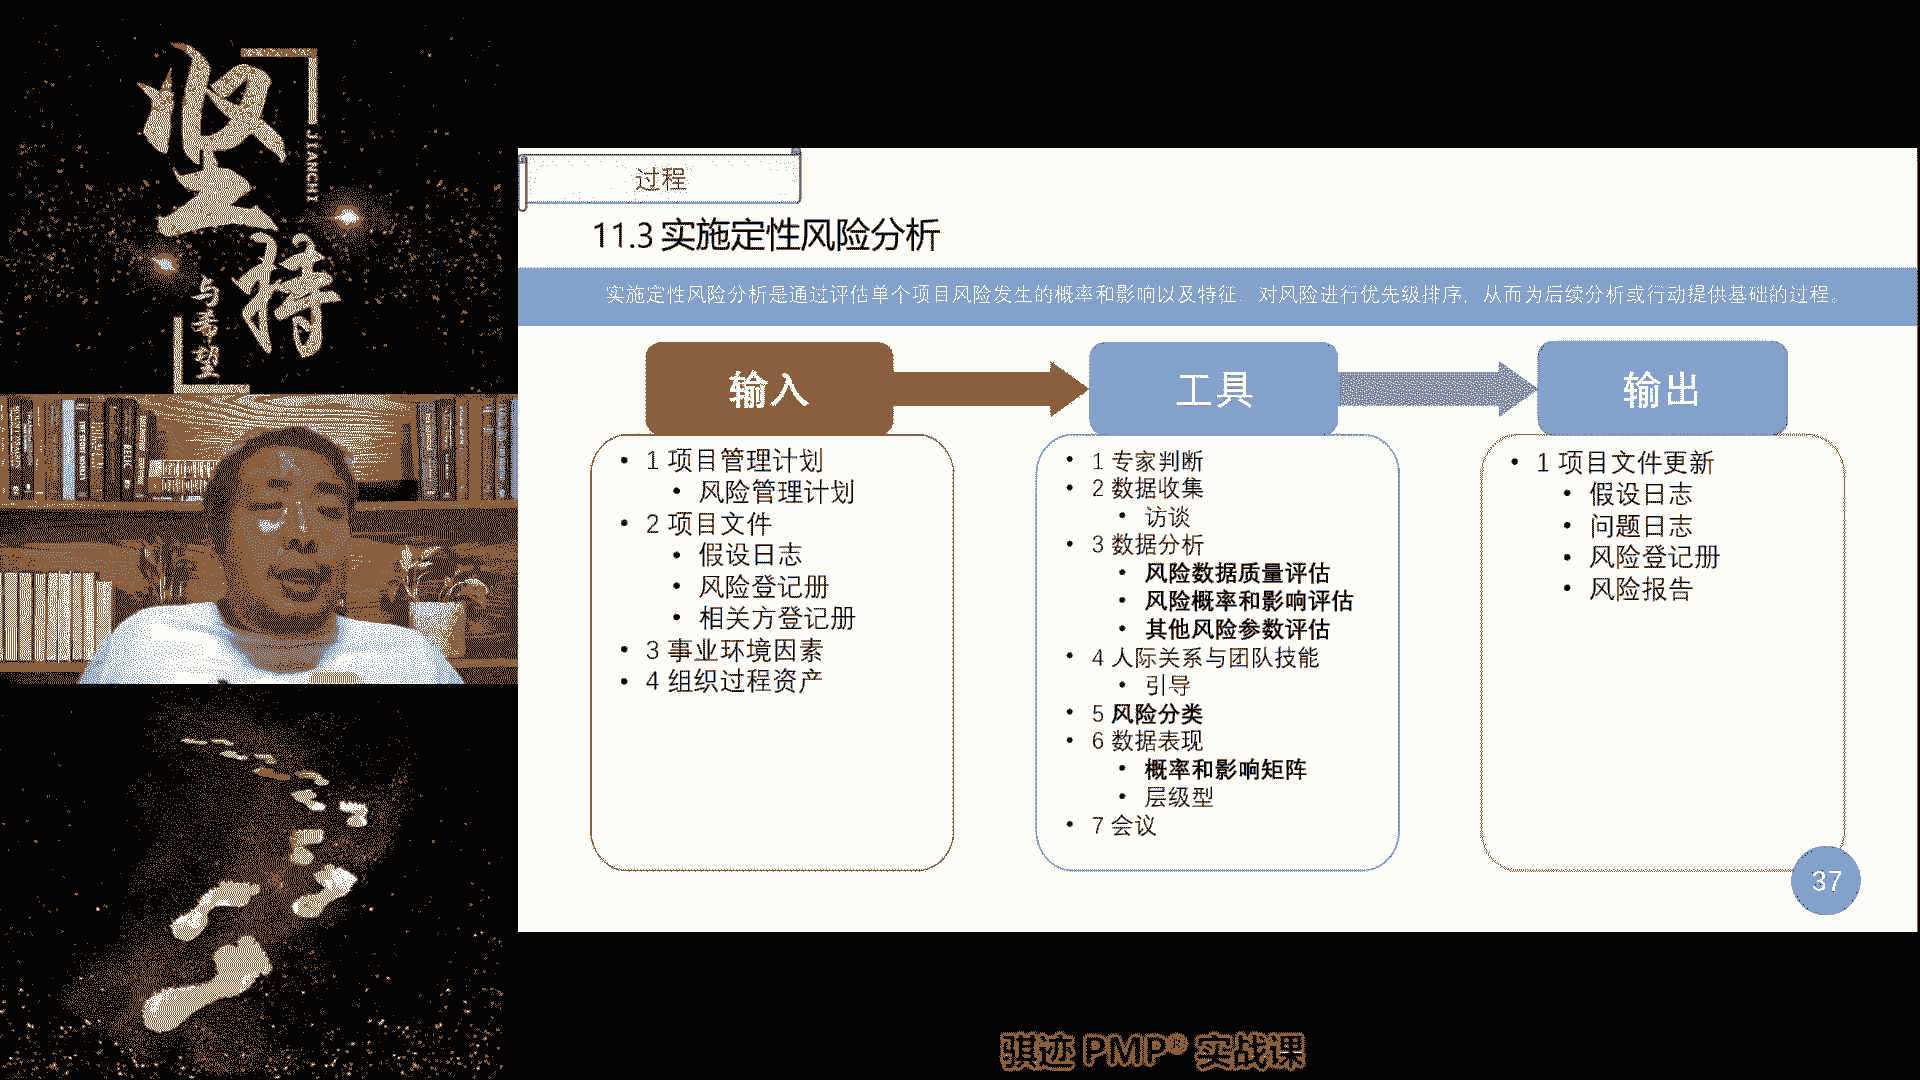 坚持
JIANCHI
与希望
过程
11.3 实施定性风险分析
实施定性风险分析是通过评估单个项目风险发生的概率和影响以及特征，对风险进行优先级排序，从而为后续分析或行动提供基础的过程。
输入
• 1 项目管理计划
• 风险管理计划
• 2 项目文件
• 假设日志
• 风险登记册
• 相关方登记册
• 3 事业环境因素
• 4 组织过程资产
工具
• 1 专家判断
• 2 数据收集
• 访谈
• 3 数据分析
• 风险数据质量评估
• 风险概率和影响评估
• 其他风险参数评估
• 4 人际关系与团队技能
• 引导
• 5 风险分类
• 6 数据表现
• 概率和影响矩阵
• 层级型
• 7 会议
输出
• 1 项目文件更新
• 假设日志
• 问题日志
• 风险登记册
• 风险报告
37
骐迹 PMP® 实战课